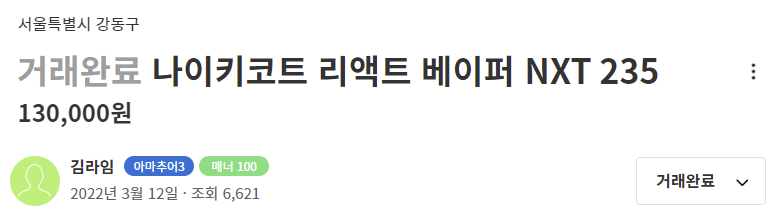 서울특별시 강동구
거래완료 나이키코트 리액트 베이퍼 NXT 235
130,000원
김라임 아마추어3 매너 100
2022년 3월 12일 · 조회 6,621
거래완료